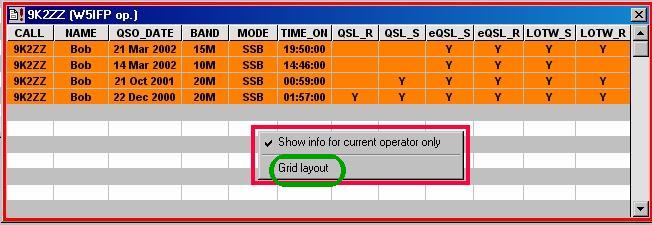 9K2ZZ (W5IFP op.)
CALL NAME QSO_DATE BAND MODE TIME_ON QSL_R QSL_S eQSL_S eQSL_R LOTW_S LOTW_R
9K2ZZ Bob 21 Mar 2002 15M SSB 19:50:00 Y Y Y Y
9K2ZZ Bob 14 Mar 2002 10M SSB 14:46:00 Y Y Y
9K2ZZ Bob 21 Oct 2001 20M SSB 00:59:00 Y Y Y Y Y
9K2ZZ Bob 22 Dec 2000 20M SSB 01:57:00 Y Y Y Y Y Y
Show info for current operator only
Grid layout